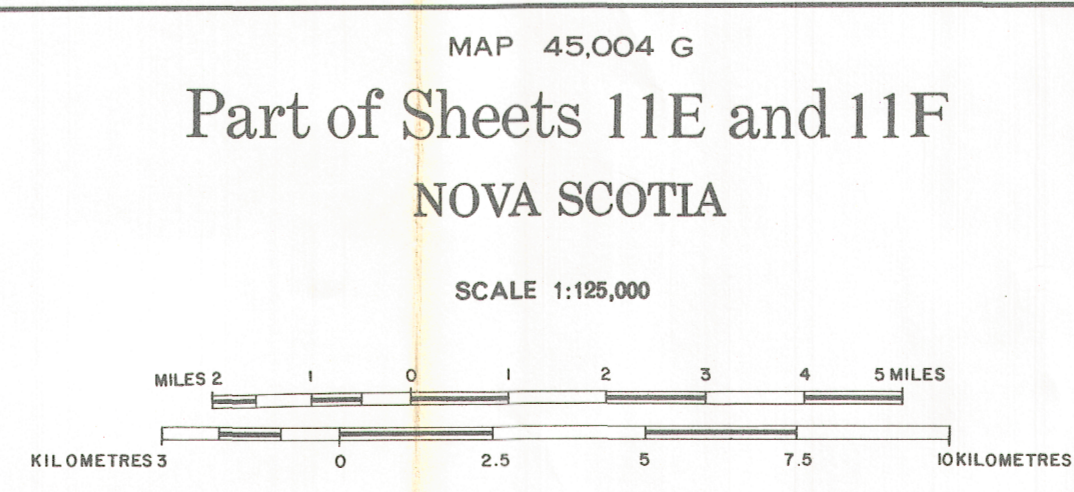 MAP 45,004 G
Part of Sheets 11E and 11F
NOVA SCOTIA
SCALE 1:125,000
MILES 2 1 0 1 2 3 4 5 MILES
KILOMETRES 3 0 2.5 5 7.5 10 KILOMETRES